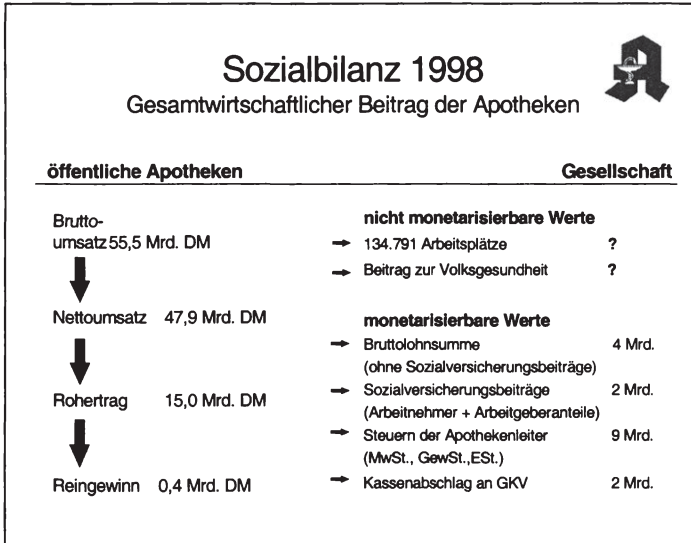 Sozialbilanz 1998
Gesamtwirtschaftlicher Beitrag der Apotheken
öffentliche Apotheken
Gesellschaft
Brutto-
umsatz 55,5 Mrd. DM
Nettoumsatz 47,9 Mrd. DM
Rohertrag 15,0 Mrd. DM
Reingewinn 0,4 Mrd. DM
nicht monetarisierbare Werte
134.791 Arbeitsplätze ?
Beitrag zur Volksgesundheit ?
monetarisierbare Werte
Bruttolohnsumme 4 Mrd.
(ohne Sozialversicherungsbeiträge)
Sozialversicherungsbeiträge 2 Mrd.
(Arbeitnehmer + Arbeitgeberanteile)
Steuern der Apothekenleiter 9 Mrd.
(MwSt., GewSt.,ESt.)
Kassenabschlag an GKV 2 Mrd.